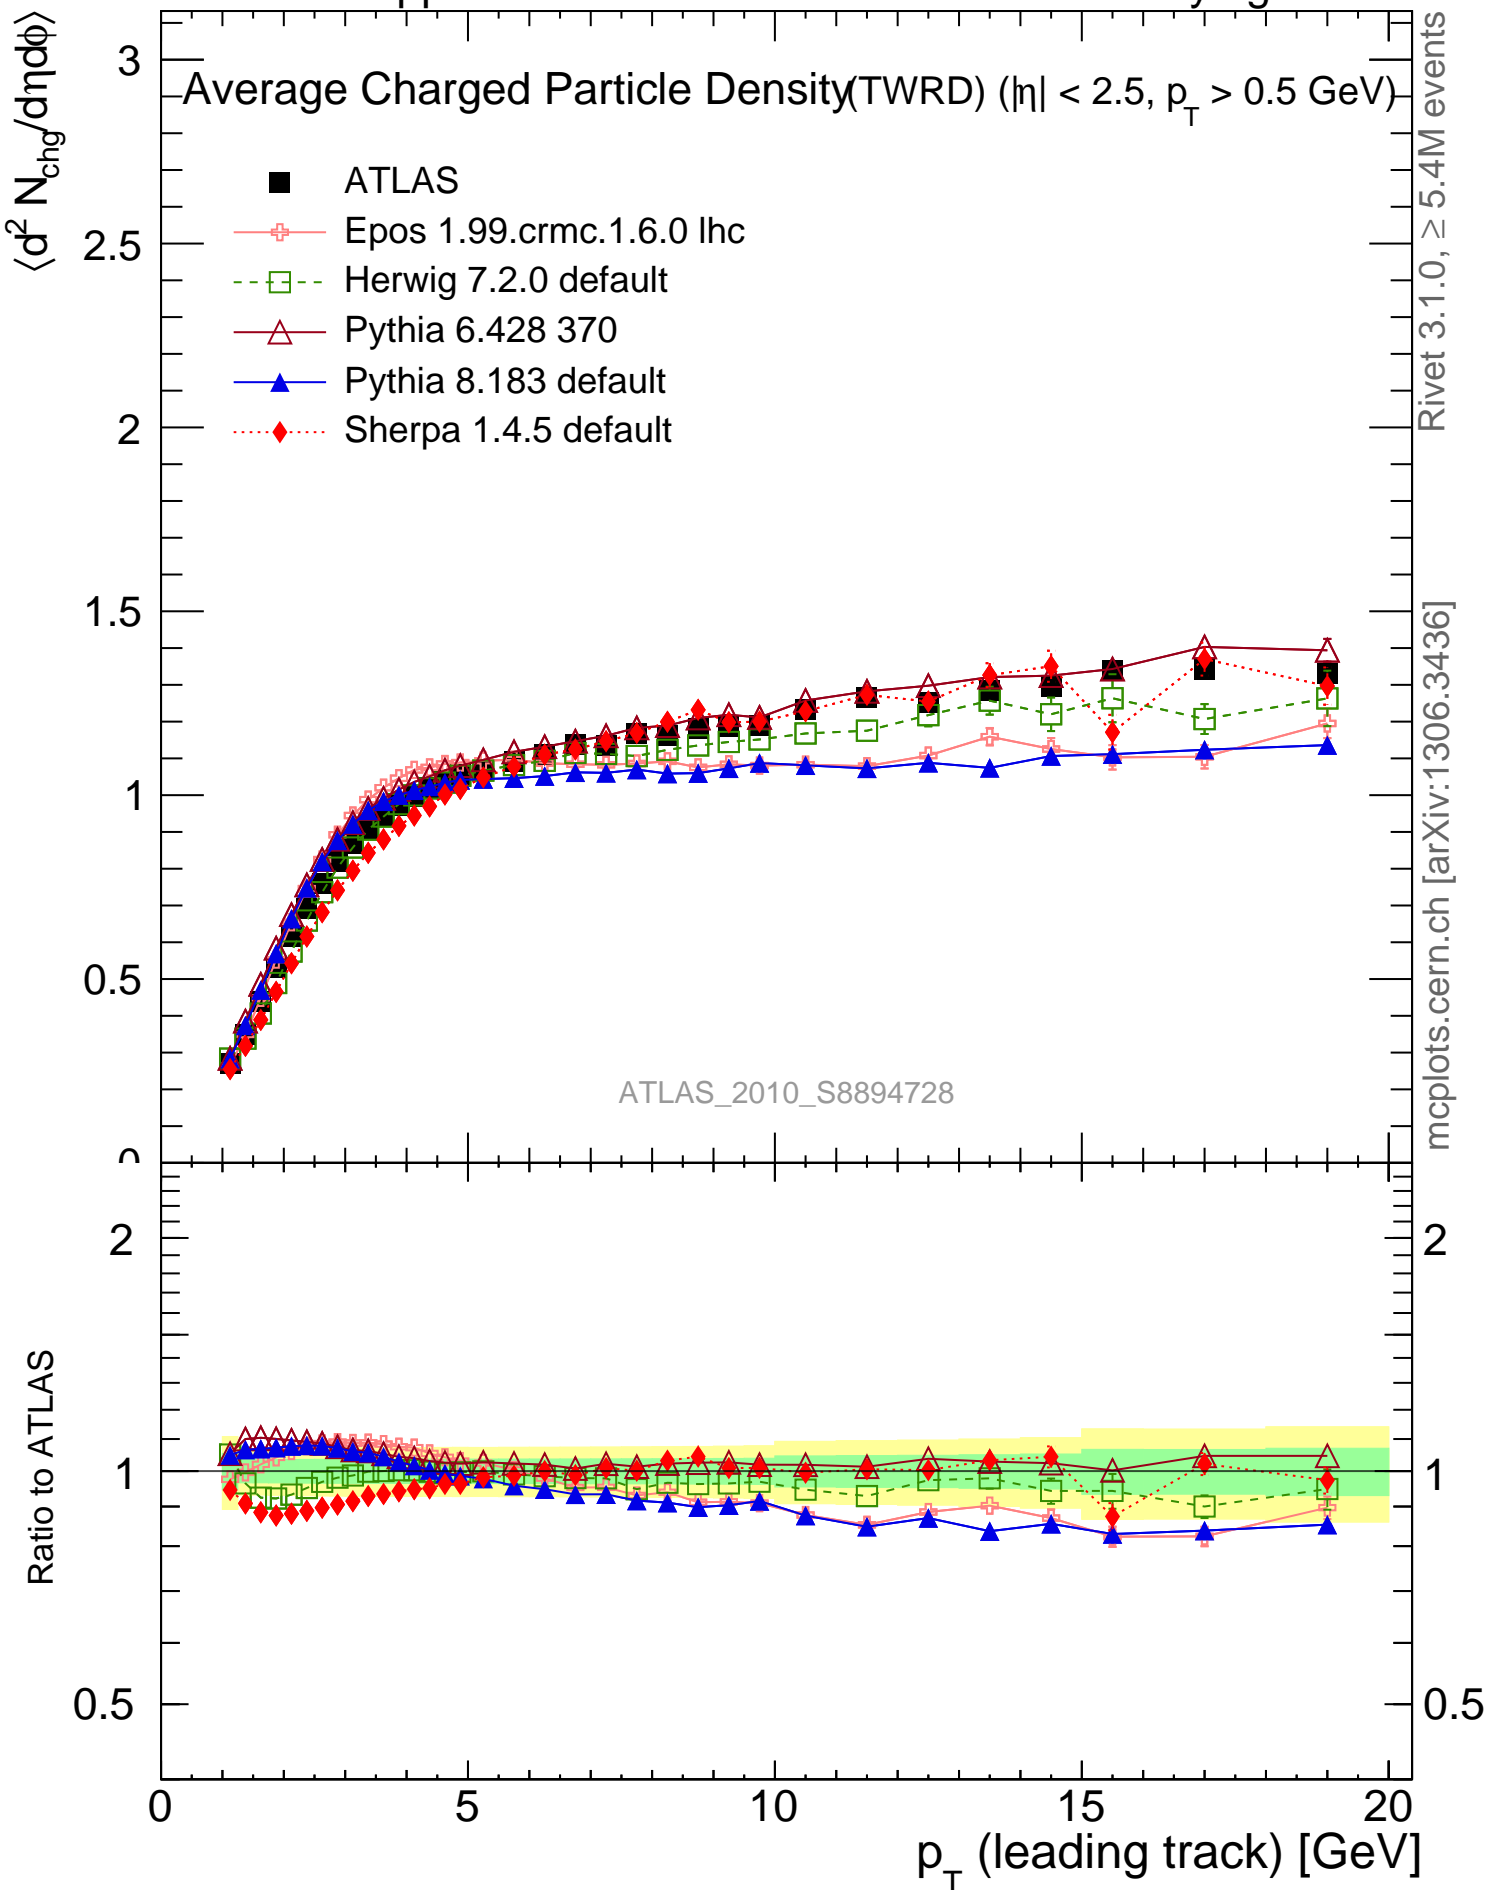 ⟨d² N_chg/dηdϕ⟩
Average Charged Particle Density (TWRD) (|η| < 2.5, p_T > 0.5 GeV)
ATLAS
Epos 1.99.crmc.1.6.0 lhc
Herwig 7.2.0 default
Pythia 6.428 370
Pythia 8.183 default
Sherpa 1.4.5 default
3
2.5
2
1.5
1
0.5
0
ATLAS_2010_S8894728
Rivet 3.1.0, ≥ 5.4M events
mcplots.cern.ch [arXiv:1306.3436]
Ratio to ATLAS
2
1
0.5
2
1
0.5
0 5 10 15 20
p_T (leading track) [GeV]